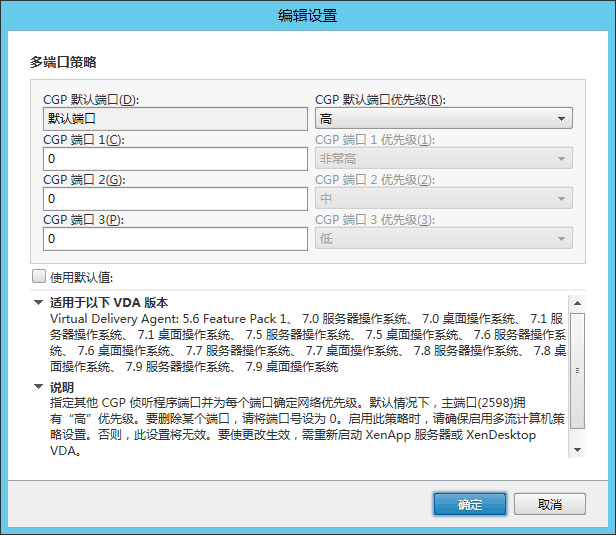 编辑设置
多端口策略
CGP 默认端口(D):
CGP 默认端口优先级(R):
默认端口
高
CGP 端口 1(C):
CGP 端口 1 优先级(1):
0
非常高
CGP 端口 2(G):
CGP 端口 2 优先级(2):
0
中
CGP 端口 3(P):
CGP 端口 3 优先级(3):
0
低
使用默认值:
适用于以下 VDA 版本
Virtual Delivery Agent: 5.6 Feature Pack 1、 7.0 服务器操作系统、 7.0 桌面操作系统、 7.1 服
务器操作系统、 7.1 桌面操作系统、 7.5 服务器操作系统、 7.5 桌面操作系统、 7.6 服务器操作系
统、 7.6 桌面操作系统、 7.7 服务器操作系统、 7.7 桌面操作系统、 7.8 服务器操作系统、 7.8 桌
面操作系统、 7.9 服务器操作系统、 7.9 桌面操作系统
说明
指定其他 CGP 侦听程序端口并为每个端口确定网络优先级。默认情况下，主端口(2598)拥
有“高”优先级。要删除某个端口，请将端口号设为 0。启用此策略时，请确保启用多流计算机策
略设置。否则，此设置将无效。要使更改生效，需重新启动 XenApp 服务器或 XenDesktop
VDA。
确定
取消